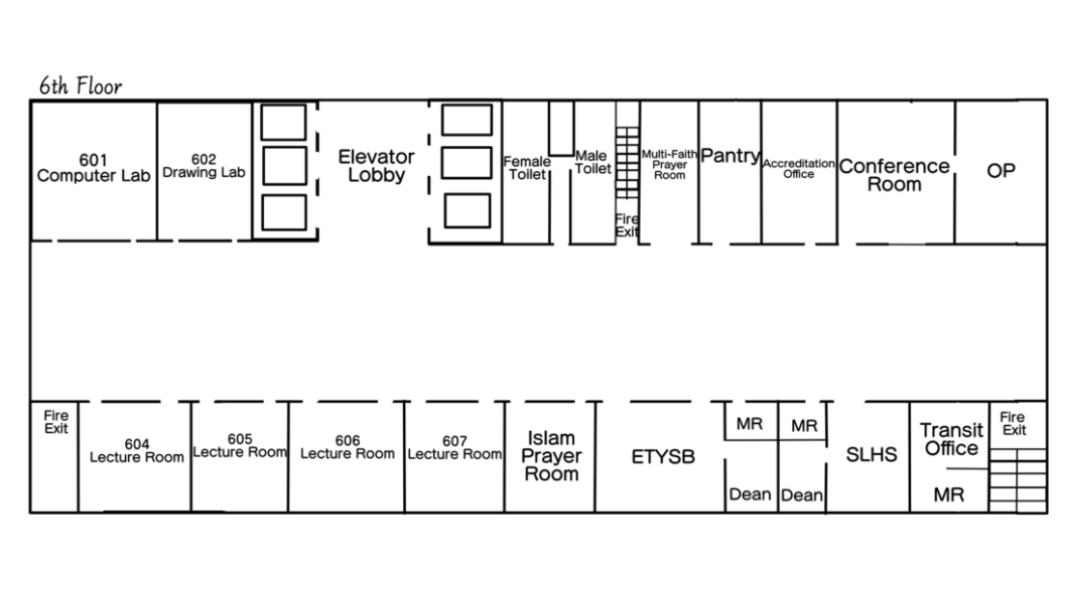 6th Floor
601
Computer Lab
602
Drawing Lab
Elevator
Lobby
Female
Toilet
Male
Toilet
Fire
Exit
Multi-Faith
Prayer
Room
Pantry
Accreditation
Office
Conference
Room
OP
Fire
Exit
604
Lecture Room
605
Lecture Room
606
Lecture Room
607
Lecture Room
Islam
Prayer
Room
ETYSB
MR
Dean
MR
Dean
SLHS
Transit
Office
MR
Fire
Exit